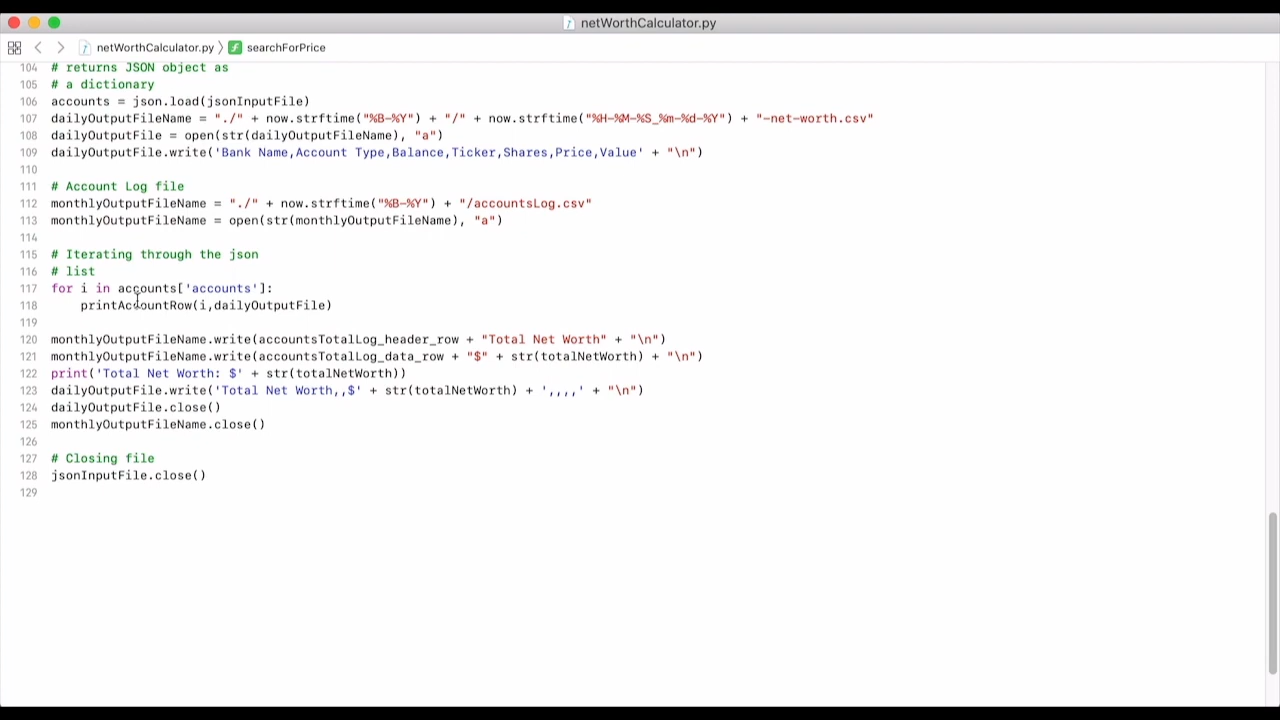 netWorthCalculator.py
netWorthCalculator.py 〉 f searchForPrice
104 # returns JSON object as
105 # a dictionary
106 accounts = json.load(jsonInputFile)
107 dailyOutputFileName = "./" + now.strftime("%B-%Y") + "/" + now.strftime("%H-%M-%S_%m-%d-%Y") + "-net-worth.csv"
108 dailyOutputFile = open(str(dailyOutputFileName), "a")
109 dailyOutputFile.write('Bank Name,Account Type,Balance,Ticker,Shares,Price,Value' + "\n")
110
111 # Account Log file
112 monthlyOutputFileName = "./" + now.strftime("%B-%Y") + "/accountsLog.csv"
113 monthlyOutputFileName = open(str(monthlyOutputFileName), "a")
114
115 # Iterating through the json
116 # list
117 for i in accounts['accounts']:
118     printAccountRow(i,dailyOutputFile)
119
120 monthlyOutputFileName.write(accountsTotalLog_header_row + "Total Net Worth" + "\n")
121 monthlyOutputFileName.write(accountsTotalLog_data_row + "$" + str(totalNetWorth) + "\n")
122 print('Total Net Worth: $' + str(totalNetWorth))
123 dailyOutputFile.write('Total Net Worth,,$' + str(totalNetWorth) + ',,,,' + "\n")
124 dailyOutputFile.close()
125 monthlyOutputFileName.close()
126
127 # Closing file
128 jsonInputFile.close()
129